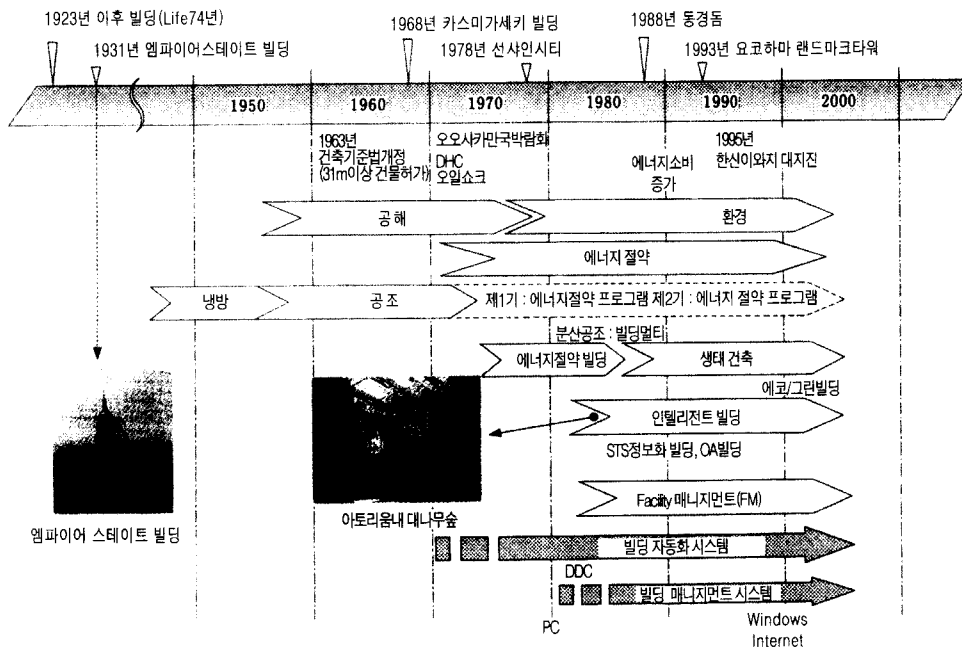 1923년 이후 빌딩(Life74년)
1931년 엠파이어스테이트 빌딩
1968년 카스미가세키 빌딩
1978년 선샤인시티
1988년 동경돔
1993년 요코하마 랜드마크타워
1950
1960
1970
1980
1990
2000
1963년
건축기준법개정
(31m이상 건물허가)
오오사카만국박람화
DHC
오일쇼크
에너지소비
증가
1995년
한신이와지 대지진
공 해
환경
에너지 절약
냉방
공 조
제1기 : 에너지절약 프로그램 제2기 : 에너지 절약 프로그램
분산공조 : 빌딩멀티
에너지절약 빌딩
생태 건축
에코/그린빌딩
인텔리전트 빌딩
STS정보화 빌딩, OA빌딩
Facility 매니지먼트(FM)
엠파이어 스테이트 빌딩
아토리움내 대나무숲
빌딩 자동화 시스템
DDC
빌딩 매니지먼트 시스템
PC
Windows
Internet